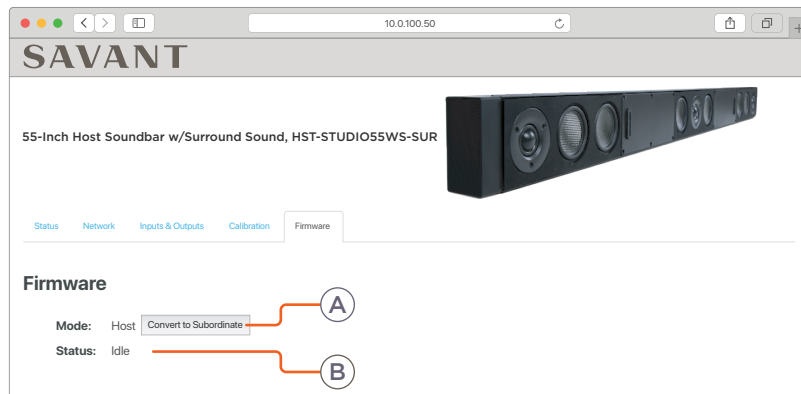 10.0.100.50
SAVANT
55-Inch Host Soundbar w/Surround Sound, HST-STUDIO55WS-SUR
Status Network Inputs & Outputs Calibration Firmware
Firmware
Mode: Host Convert to Subordinate
A
Status: Idle
B